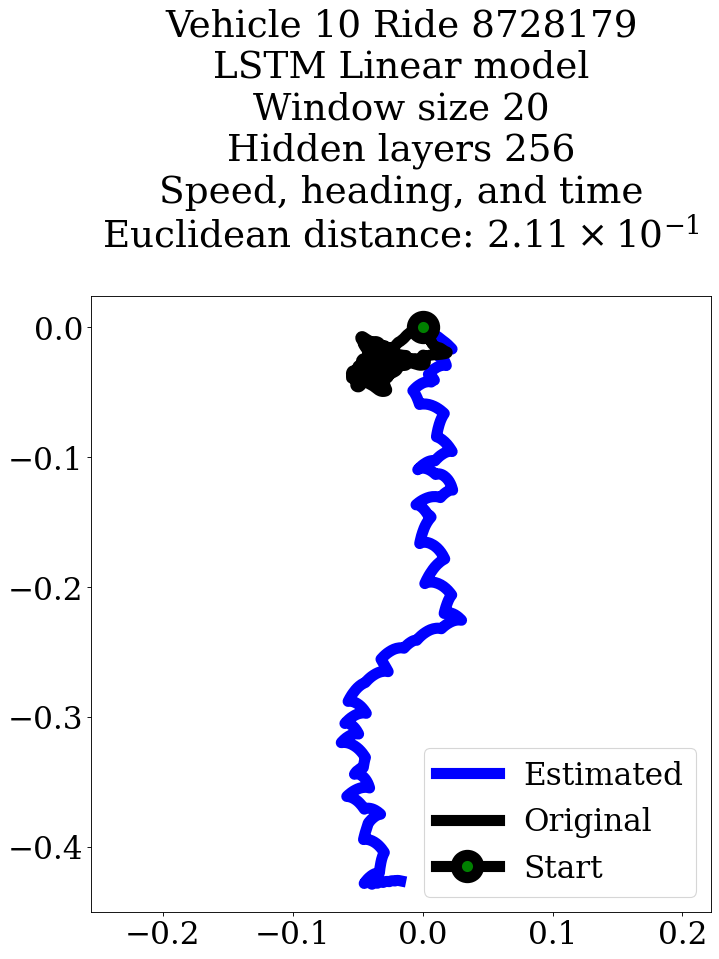 Vehicle 10 Ride 8728179
LSTM Linear model
Window size 20
Hidden layers 256
Speed, heading, and time
Euclidean distance: 2.11 × 10⁻¹
0.0
−0.1
−0.2
−0.3
−0.4
Estimated
Original
Start
−0.2 −0.1 0.0 0.1 0.2